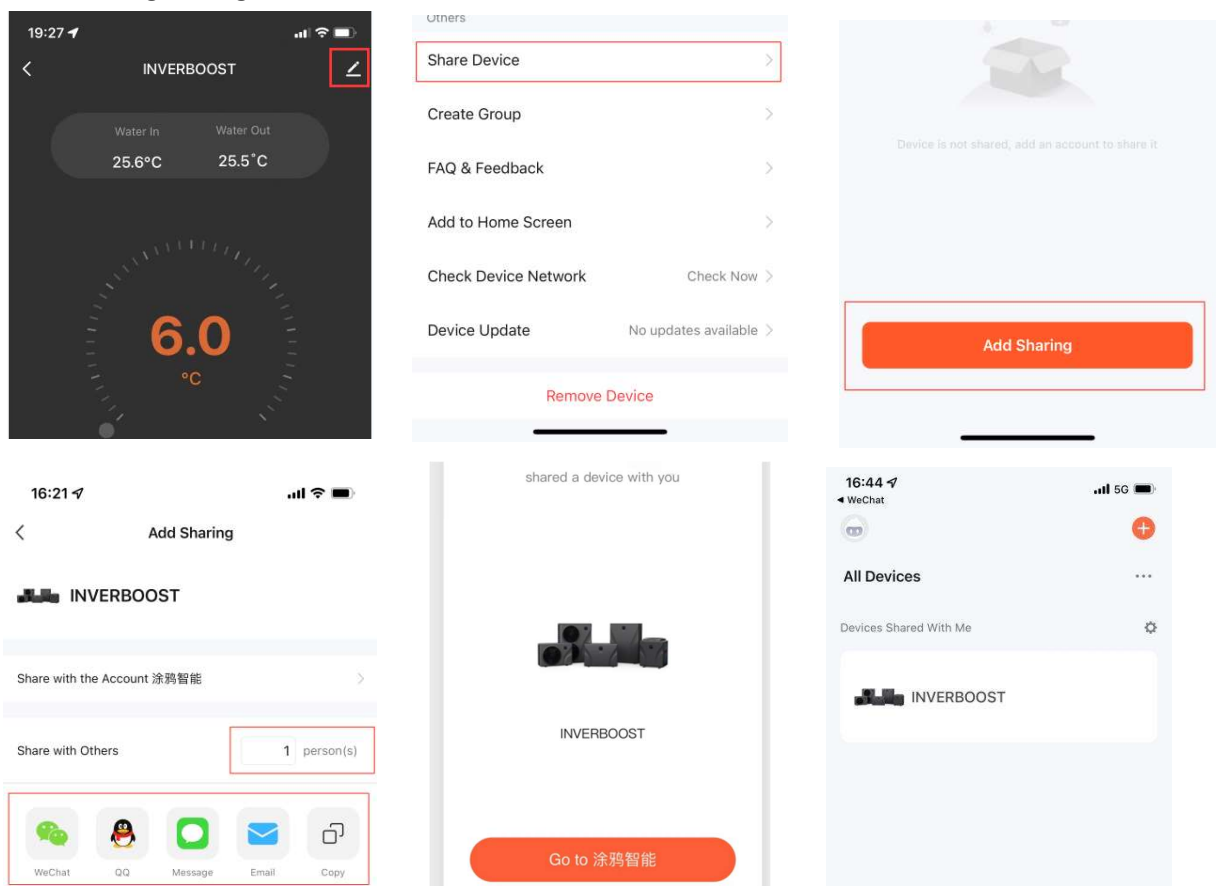 19:27
INVERBOOST
Water In
Water Out
25.6°C
25.5°C
6.0
°C
Others
Share Device
Create Group
FAQ & Feedback
Add to Home Screen
Check Device Network
Check Now
Device Update
No updates available
Remove Device
Device is not shared, add an account to share it
Add Sharing
16:21
Add Sharing
INVERBOOST
Share with the Account 涂鸦智能
Share with Others
1 person(s)
WeChat
QQ
Message
Email
Copy
shared a device with you
INVERBOOST
Go to 涂鸦智能
16:44
WeChat
5G
All Devices
Devices Shared With Me
INVERBOOST